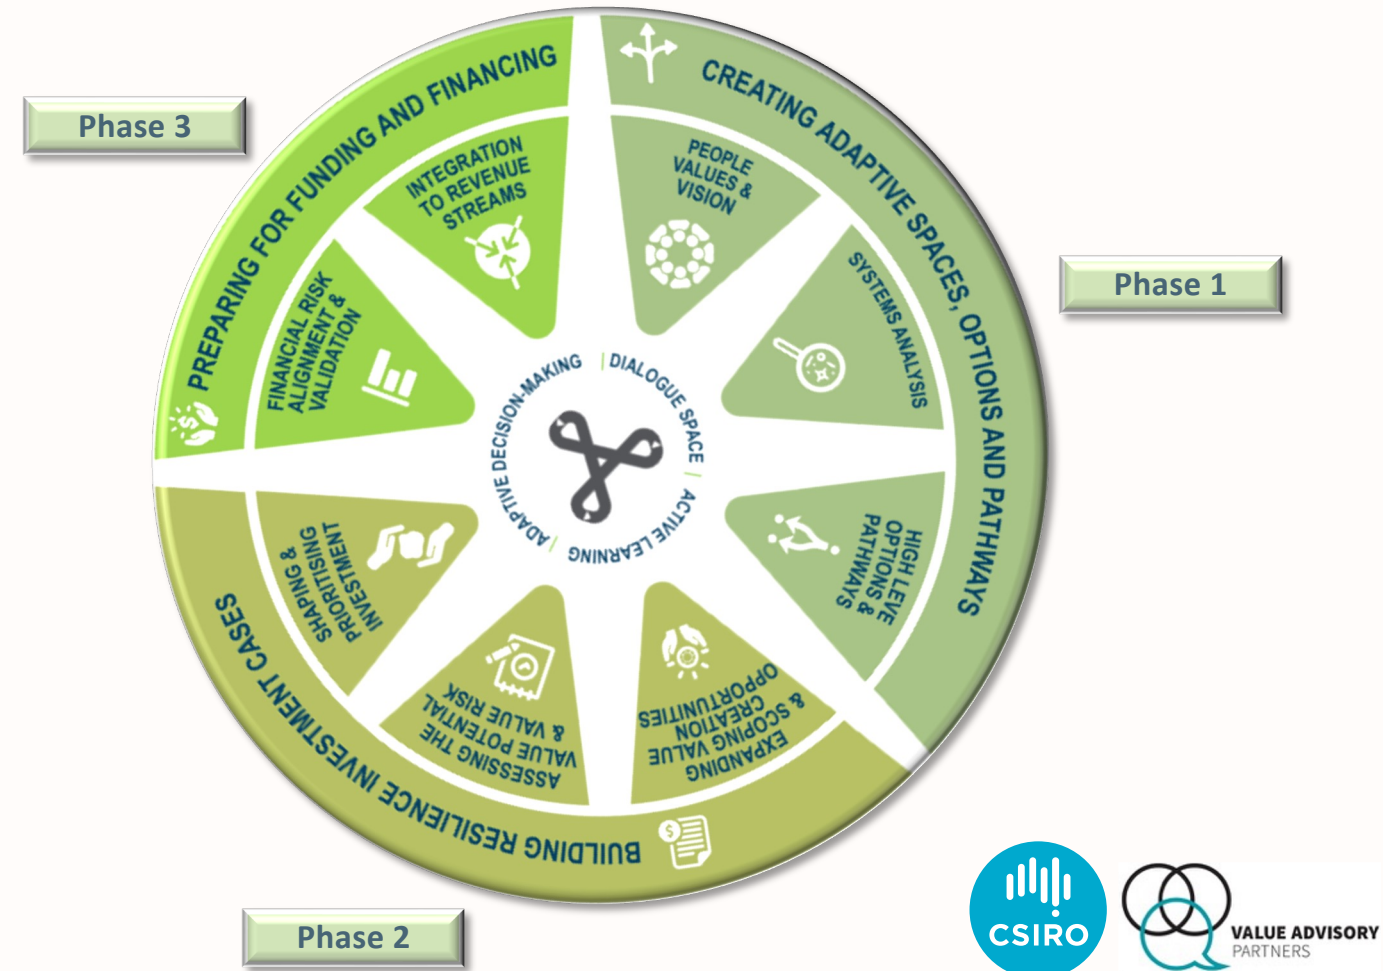 Phase 3
Phase 1
Phase 2
CREATING ADAPTIVE SPACES, OPTIONS AND PATHWAYS
PEOPLE
VALUES &
VISION
SYSTEMS ANALYSIS
HIGH LEVE
OPTIONS &
PATHWAYS
BUILDING RESILIENCE INVESTMENT CASES
EXPANDING
& SCOPING VALUE
CREATION
OPPORTUNITIES
ASSESSING THE
VALUE POTENTIAL
& VALUE RISK
SHAPING &
PRIORITISING
INVESTMENT
PREPARING FOR FUNDING AND FINANCING
FINANCIAL RISK
ALIGNMENT &
VALIDATION
INTEGRATION
TO REVENUE
STREAMS
| DIALOGUE SPACE | ACTIVE LEARNING | ADAPTIVE DECISION-MAKING
$
$
CSIRO
VALUE ADVISORY
PARTNERS